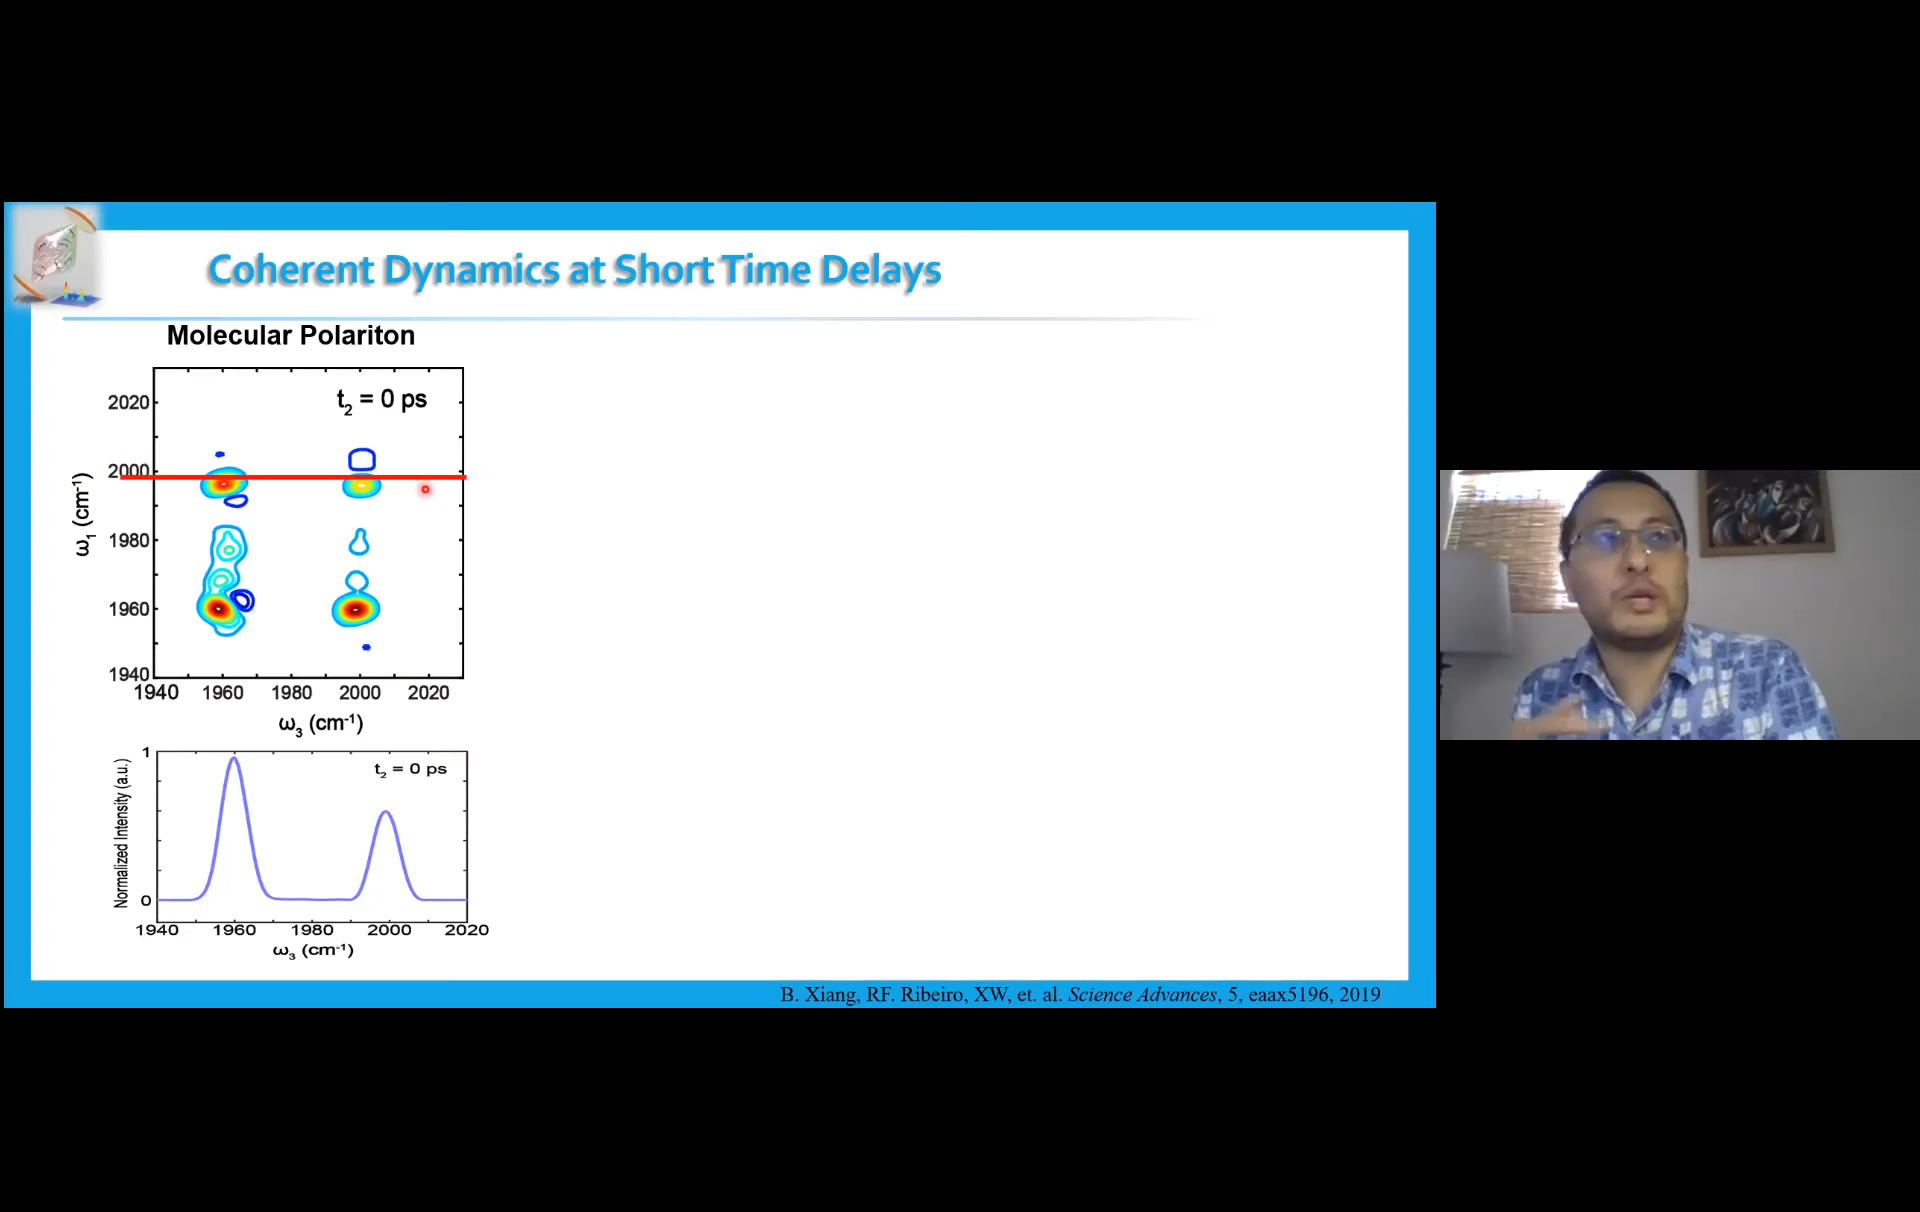 Coherent Dynamics at Short Time Delays
Molecular Polariton
t₂ = 0 ps
2020
2000
1980
1960
1940
ω₁ (cm⁻¹)
1940 1960 1980 2000 2020
ω₃ (cm⁻¹)
1
t₂ = 0 ps
Normalized Intensity (a.u.)
0
1940 1960 1980 2000 2020
ω₃ (cm⁻¹)
B. Xiang, RF. Ribeiro, XW, et. al. Science Advances, 5, eaax5196, 2019